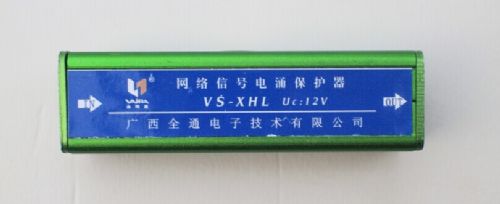 网络信号电涌保护器
IN
VS-XHL Uc:12V
OUT
广西全通电子技术有限公司